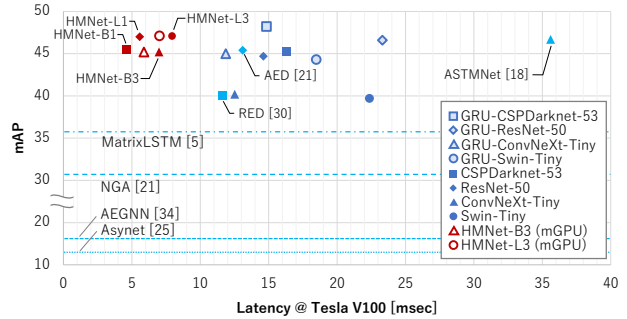 50
45
40
35
30
20
10
mAP
HMNet-L1
HMNet-L3
HMNet-B1
HMNet-B3
AED [21]
ASTMNet [18]
RED [30]
MatrixLSTM [5]
NGA [21]
AEGNN [34]
Asynet [25]
GRU-CSPDarknet-53
GRU-ResNet-50
GRU-ConvNeXt-Tiny
GRU-Swin-Tiny
CSPDarknet-53
ResNet-50
ConvNeXt-Tiny
Swin-Tiny
HMNet-B3 (mGPU)
HMNet-L3 (mGPU)
0 5 10 15 20 25 30 35 40
Latency @ Tesla V100 [msec]